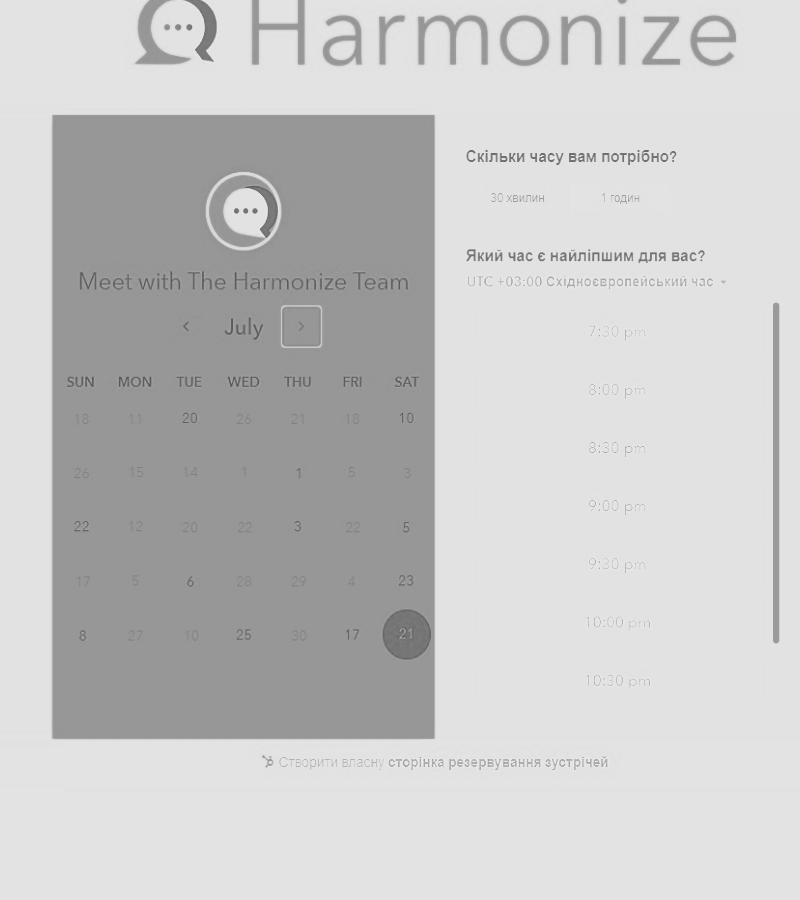 Harmonize
Meet with The Harmonize Team
July
SUN MON TUE WED THU FRI SAT
18 11 20 26 21 18 10
26 15 14 1 1 5 3
22 12 20 22 3 22 5
17 5 6 28 29 4 23
8 27 10 25 30 17 21
Скільки часу вам потрібно?
30 хвилин 1 годин
Який час є найліпшим для вас?
UTC +03:00 Східноєвропейський час
7:30 pm
8:00 pm
8:30 pm
9:00 pm
9:30 pm
10:00 pm
10:30 pm
Створити власну сторінка резервування зустрічей